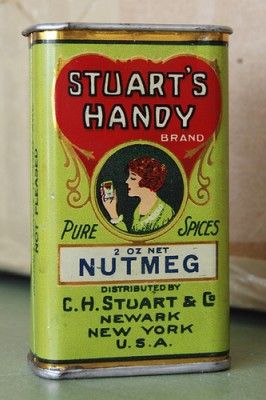 STUART'S
HANDY
BRAND
PURE SPICES
2 OZ NET
NUTMEG
DISTRIBUTED BY
C.H. STUART & Co
NEWARK
NEW YORK
U.S.A.
NOT PLEASED